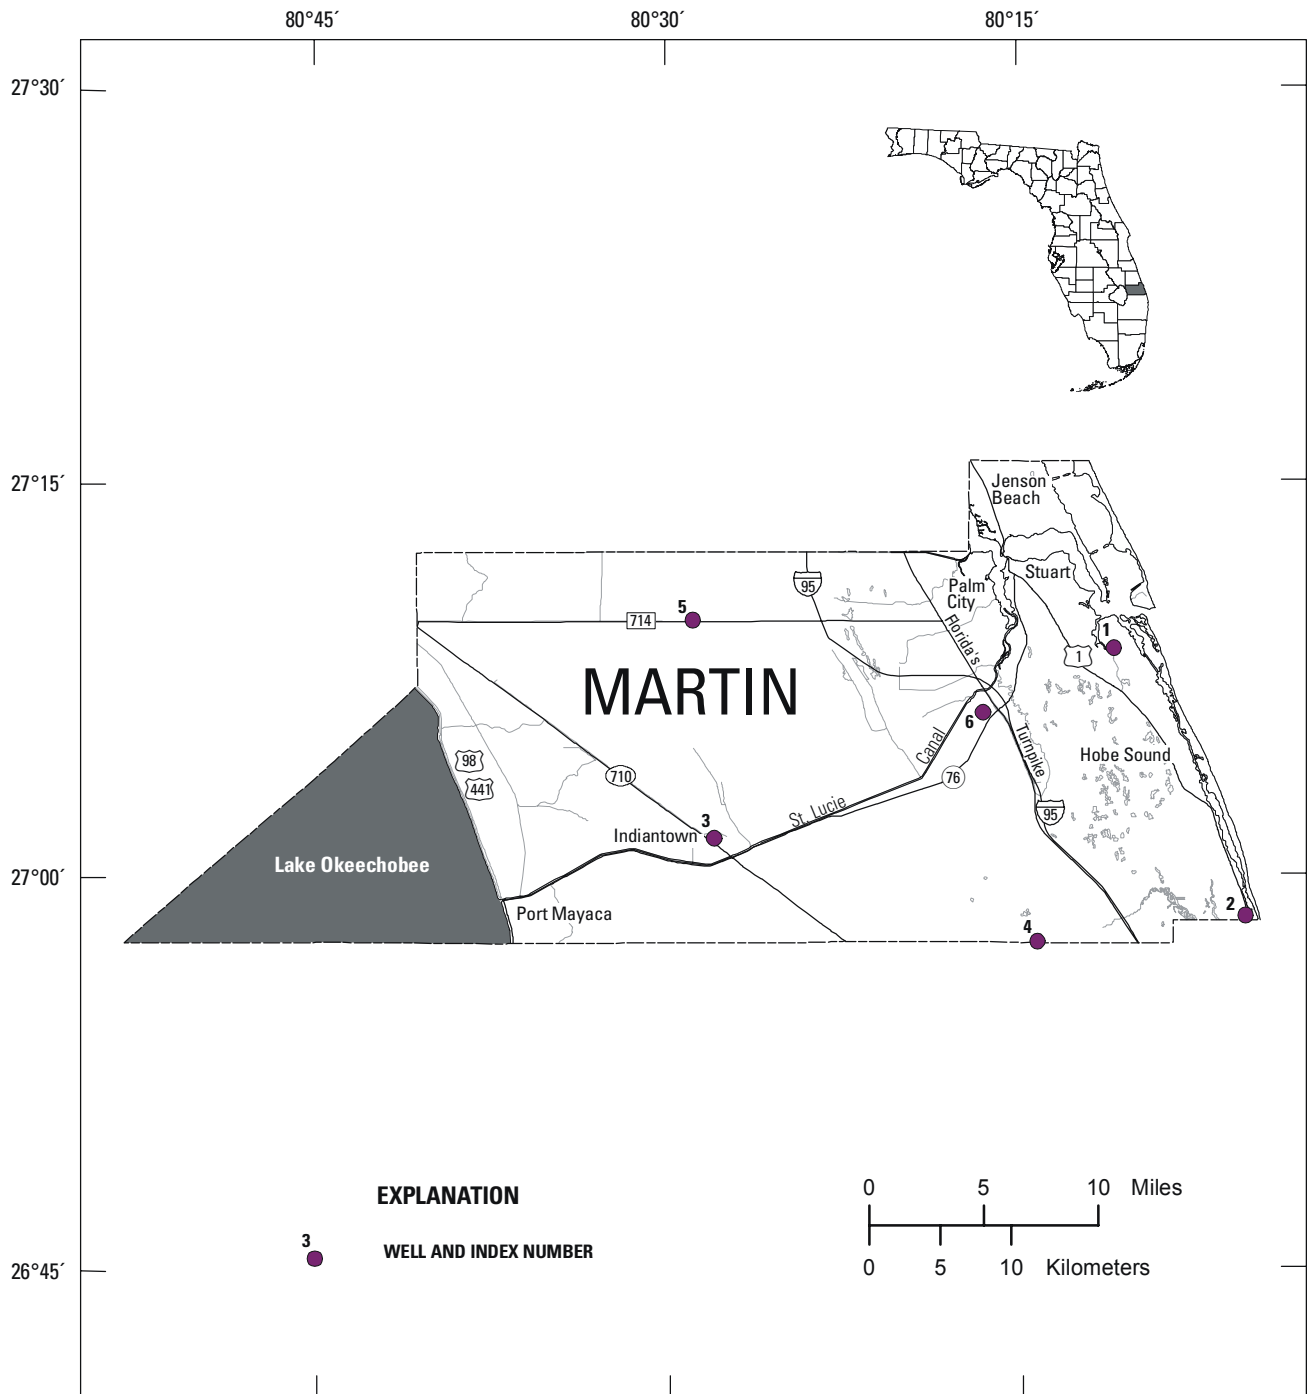 80°45´
80°30´
80°15´
27°30´
27°15´
Jenson
Beach
Stuart
95
Palm
City
5
714
Florida's
1
1
MARTIN
6
Canal
Turnpike
Hobe Sound
98
441
710
76
St. Lucie
95
3
Indiantown
Lake Okeechobee
27°00´
Port Mayaca
2
4
EXPLANATION
3
WELL AND INDEX NUMBER
0 5 10 Miles
0 5 10 Kilometers
26°45´